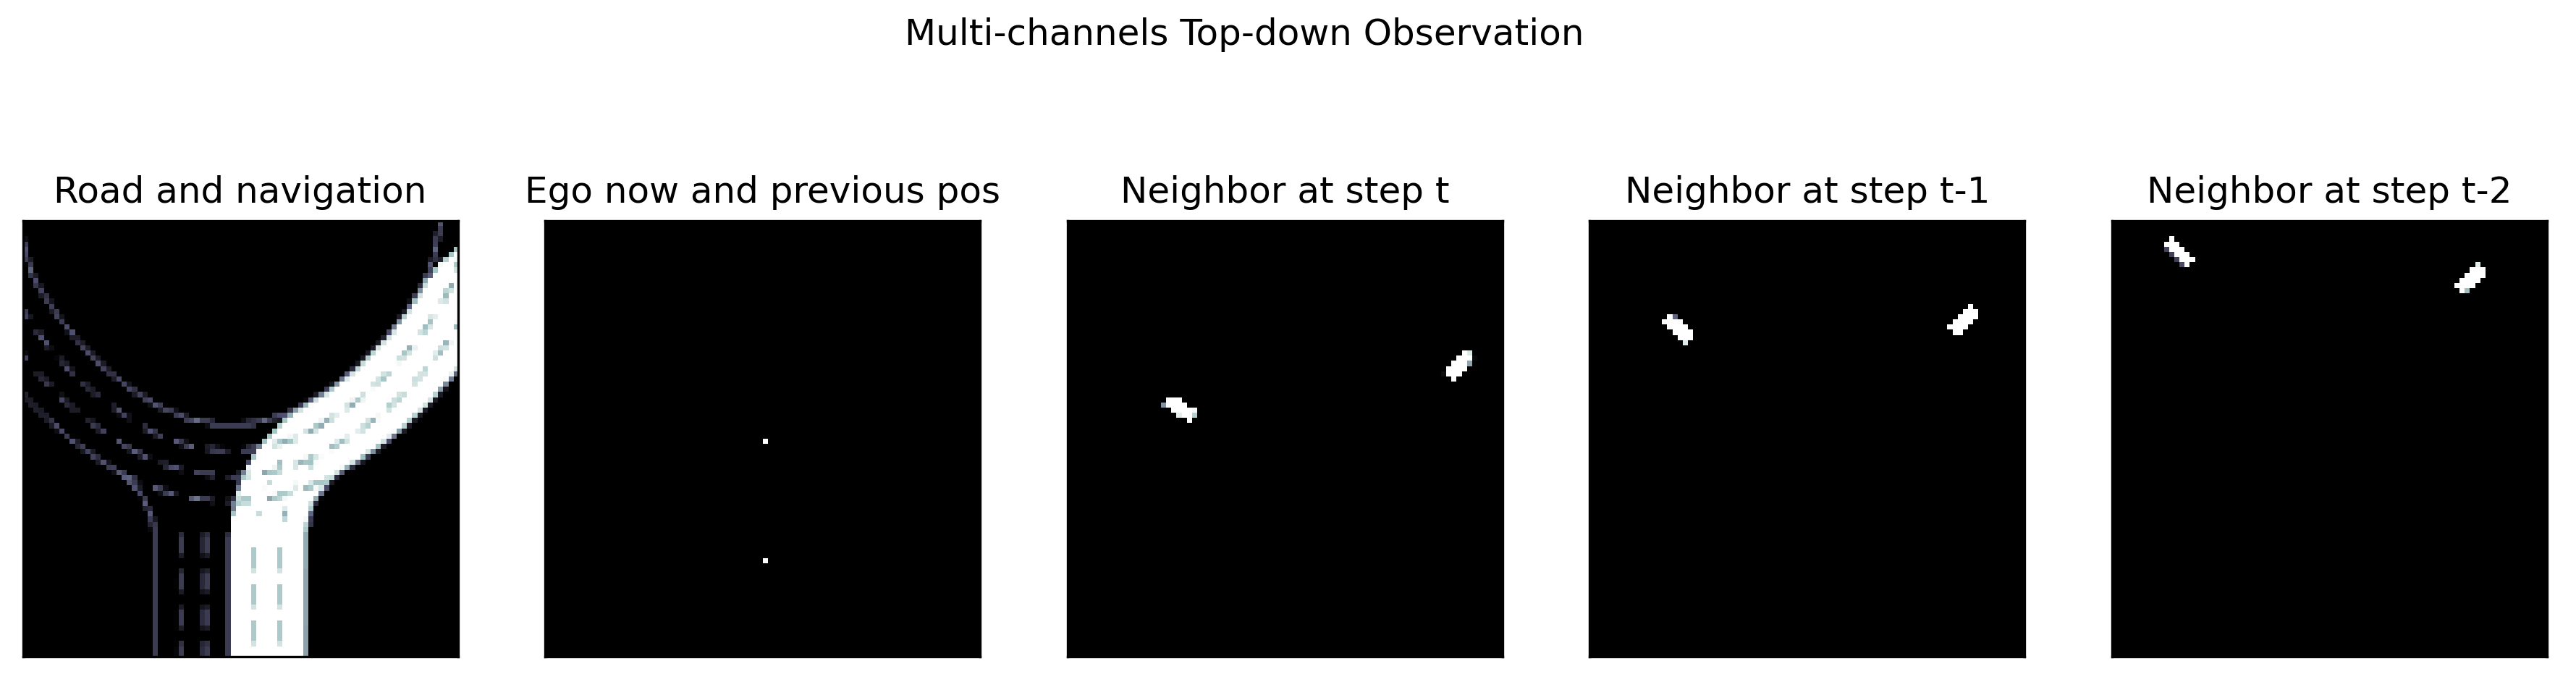 Multi-channels Top-down Observation
Road and navigation
Ego now and previous pos
Neighbor at step t
Neighbor at step t-1
Neighbor at step t-2